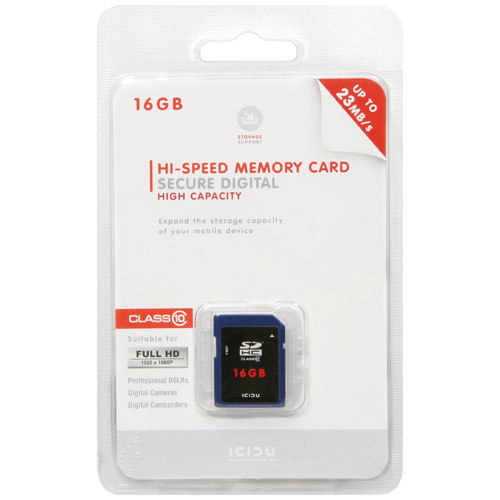 16GB
UP TO
23MB/s
STORAGE
SUPPORT
HI-SPEED MEMORY CARD
SECURE DIGITAL
HIGH CAPACITY
Expand the storage capacity
of your mobile device
CLASS 10
Suitable for
FULL HD
1920 x 1080P
Professional DSLRs
Digital Cameras
Digital Camcorders
SD
HC
CLASS 10
16GB
ICIDU
ICIDU